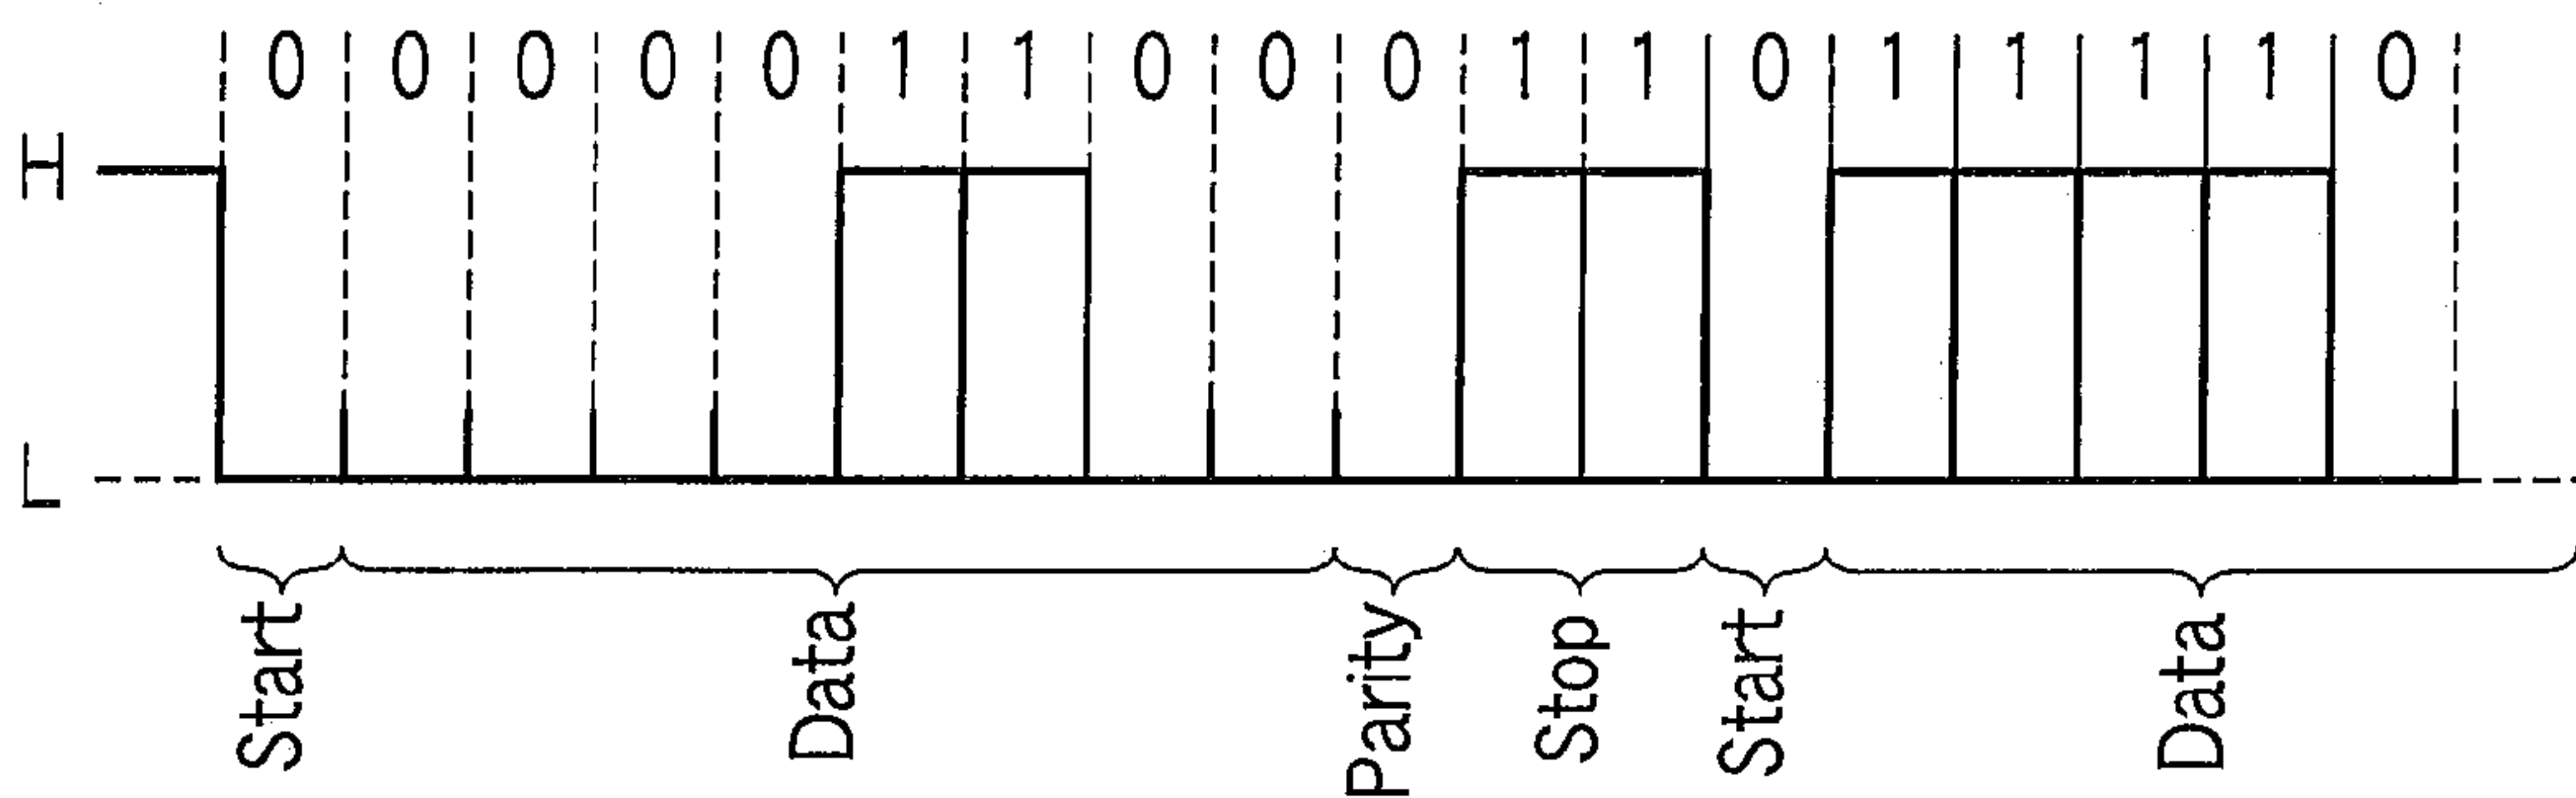 0 0 0 0 0 1 1 0 0 0 1 1 0 1 1 1 1 0
H
L
Start Data Parity Stop Start Data